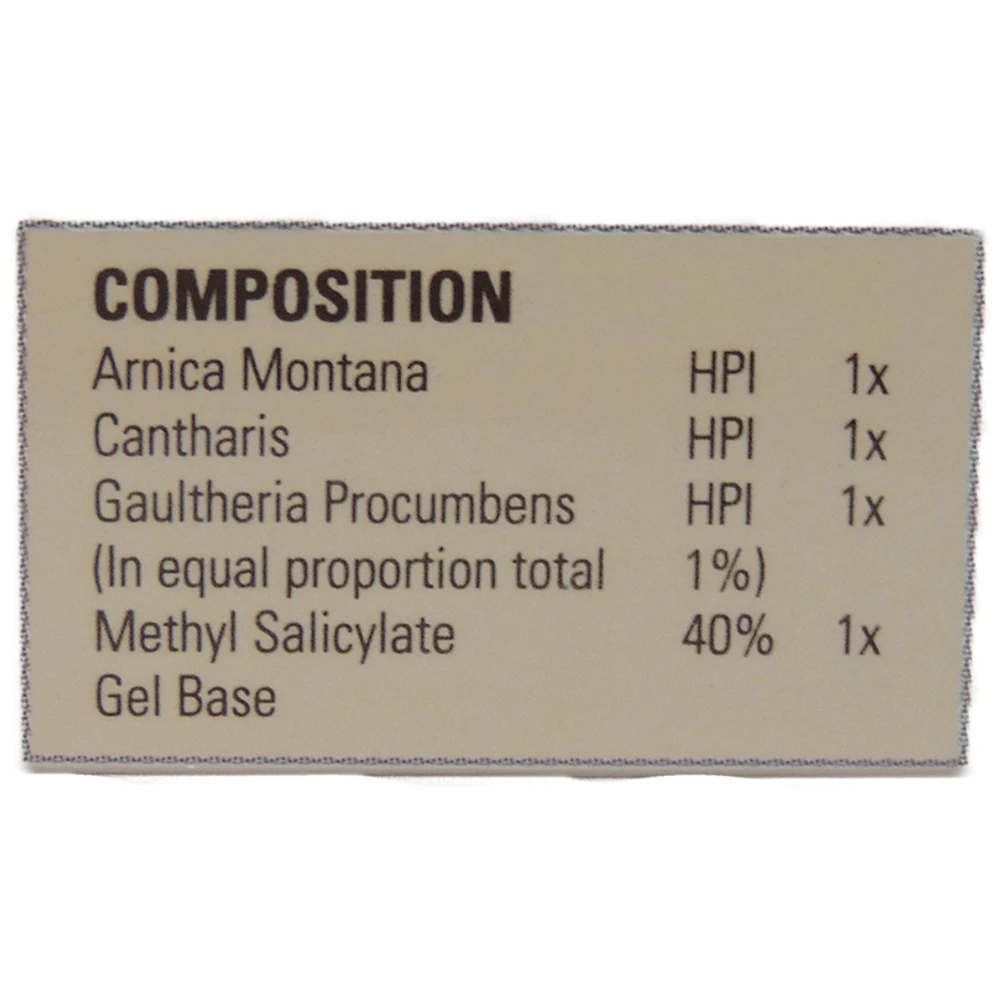 COMPOSITION
Arnica Montana HPI 1x
Cantharis HPI 1x
Gaultheria Procumbens HPI 1x
(In equal proportion total 1%)
Methyl Salicylate 40% 1x
Gel Base